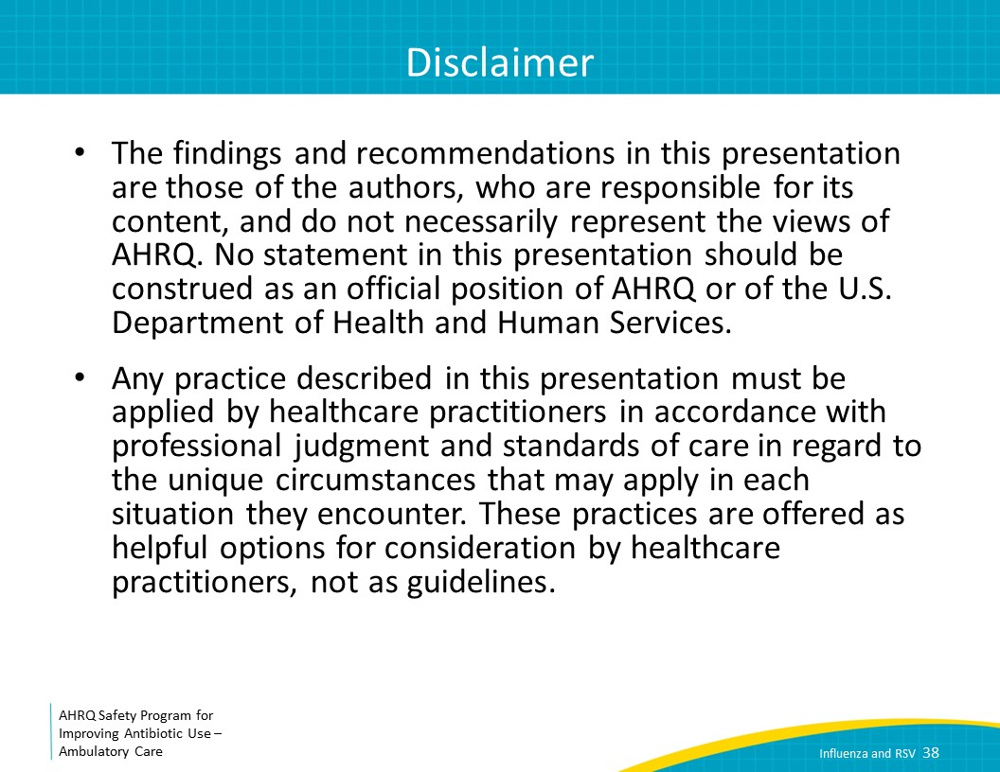 Disclaimer
• The findings and recommendations in this presentation
are those of the authors, who are responsible for its
content, and do not necessarily represent the views of
AHRQ. No statement in this presentation should be
construed as an official position of AHRQ or of the U.S.
Department of Health and Human Services.
• Any practice described in this presentation must be
applied by healthcare practitioners in accordance with
professional judgment and standards of care in regard to
the unique circumstances that may apply in each
situation they encounter. These practices are offered as
helpful options for consideration by healthcare
practitioners, not as guidelines.
AHRQ Safety Program for
Improving Antibiotic Use –
Ambulatory Care
Influenza and RSV 38